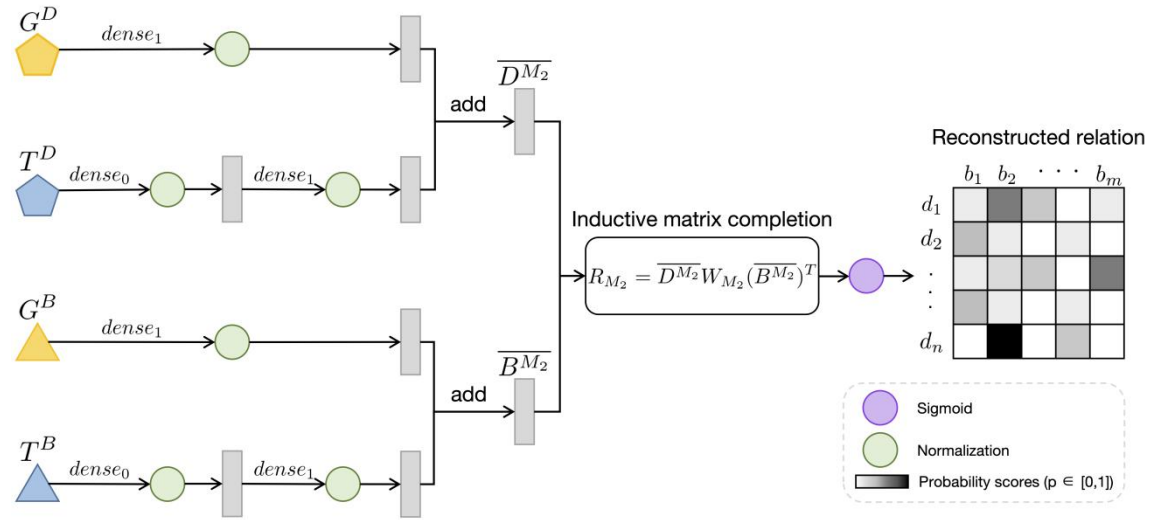 G^D
dense_1
\overline{D^{M_2}}
add
T^D
dense_0
dense_1
Reconstructed relation
b_1 b_2 · · · b_m
d_1
d_2
·
·
·
d_n
Inductive matrix completion
R_{M_2} = \overline{D^{M_2}} W_{M_2} (\overline{B^{M_2}})^T
G^B
dense_1
\overline{B^{M_2}}
add
T^B
dense_0
dense_1
Sigmoid
Normalization
Probability scores (p ∈ [0,1])